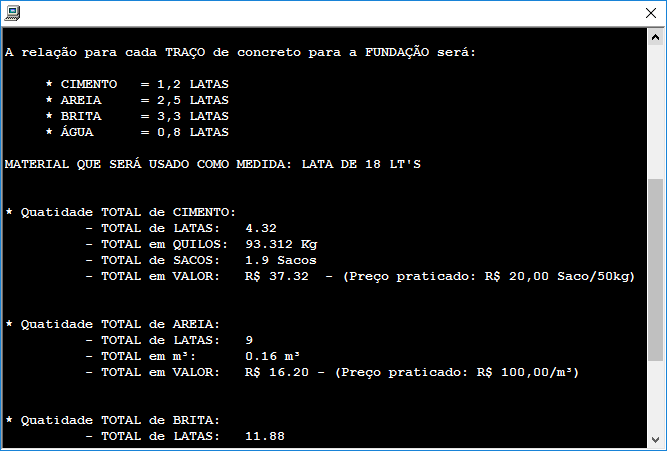 A relação para cada TRAÇO de concreto para a FUNDAÇÃO será:
* CIMENTO = 1,2 LATAS
* AREIA = 2,5 LATAS
* BRITA = 3,3 LATAS
* ÁGUA = 0,8 LATAS
MATERIAL QUE SERÁ USADO COMO MEDIDA: LATA DE 18 LT'S
* Quatidade TOTAL de CIMENTO:
- TOTAL de LATAS: 4.32
- TOTAL em QUILOS: 93.312 Kg
- TOTAL de SACOS: 1.9 Sacos
- TOTAL em VALOR: R$ 37.32 - (Preço praticado: R$ 20,00 Saco/50kg)
* Quatidade TOTAL de AREIA:
- TOTAL de LATAS: 9
- TOTAL em m³: 0.16 m³
- TOTAL em VALOR: R$ 16.20 - (Preço praticado: R$ 100,00/m³)
* Quatidade TOTAL de BRITA:
- TOTAL de LATAS: 11.88